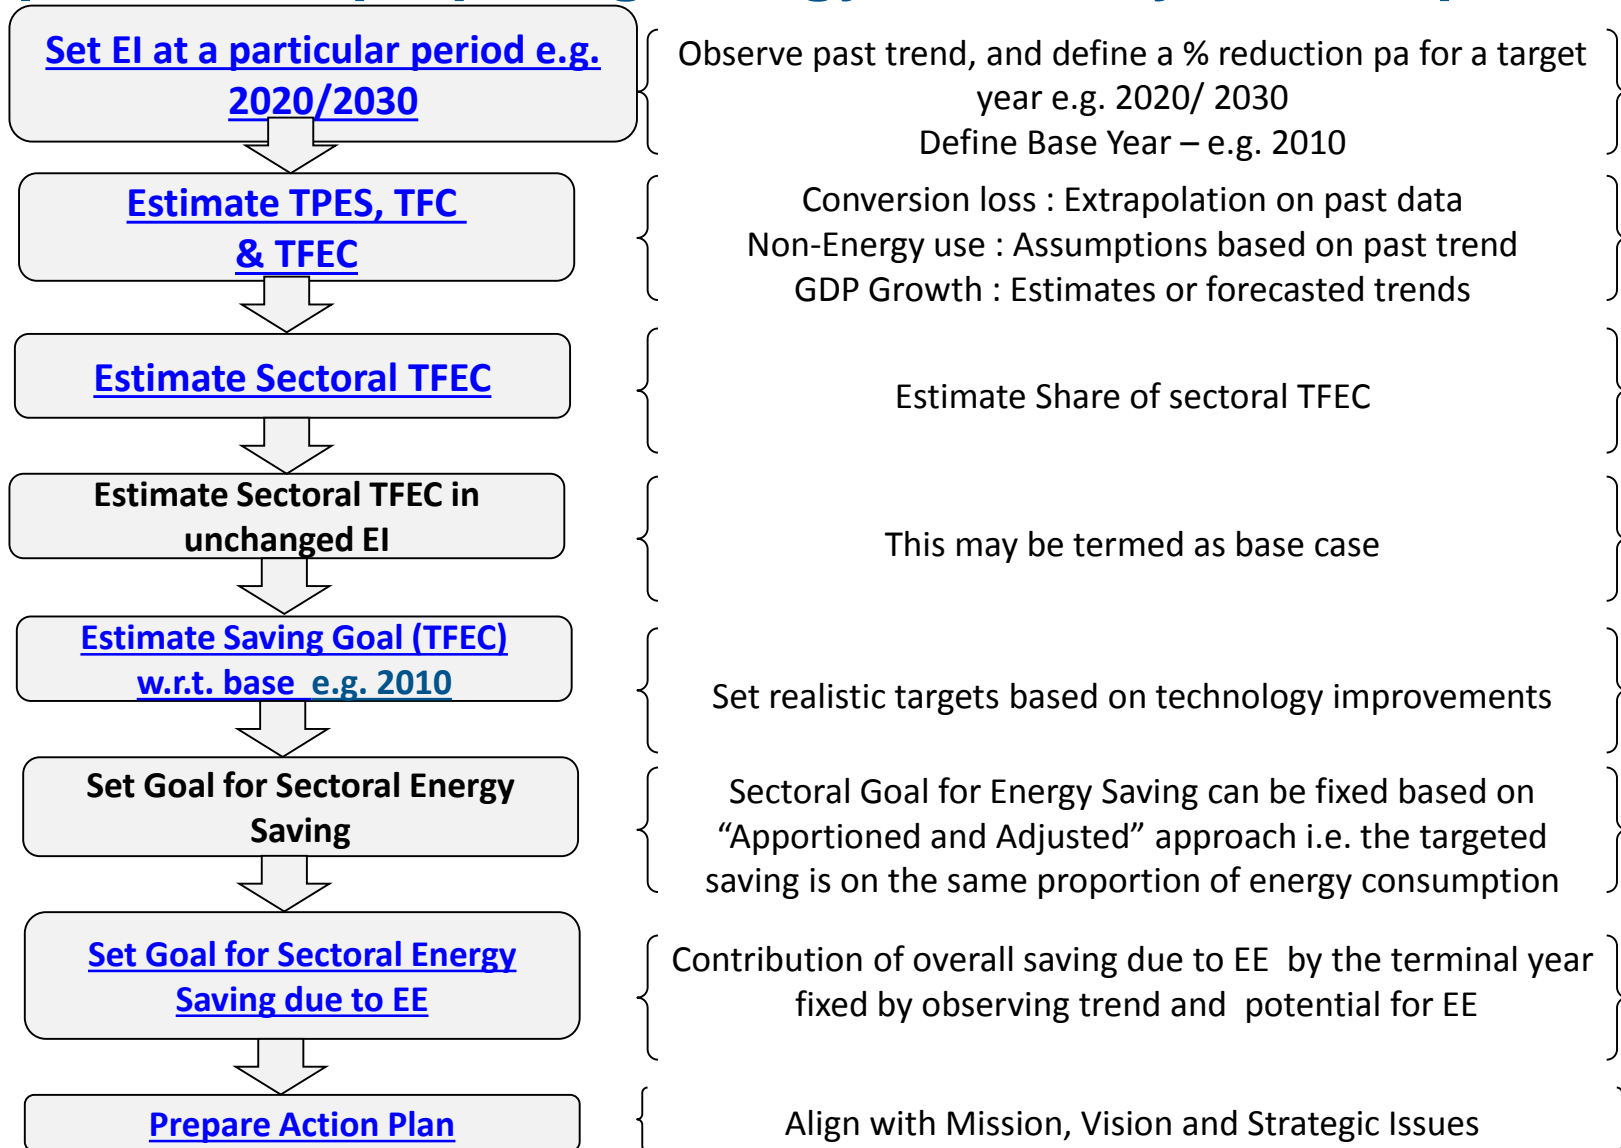 Set EI at a particular period e.g.
2020/2030
Observe past trend, and define a % reduction pa for a target
year e.g. 2020/ 2030
Define Base Year – e.g. 2010
Estimate TPES, TFC
& TFEC
Conversion loss : Extrapolation on past data
Non-Energy use : Assumptions based on past trend
GDP Growth : Estimates or forecasted trends
Estimate Sectoral TFEC
Estimate Share of sectoral TFEC
Estimate Sectoral TFEC in
unchanged EI
This may be termed as base case
Estimate Saving Goal (TFEC)
w.r.t. base e.g. 2010
Set realistic targets based on technology improvements
Set Goal for Sectoral Energy
Saving
Sectoral Goal for Energy Saving can be fixed based on
“Apportioned and Adjusted” approach i.e. the targeted
saving is on the same proportion of energy consumption
Set Goal for Sectoral Energy
Saving due to EE
Contribution of overall saving due to EE by the terminal year
fixed by observing trend and potential for EE
Prepare Action Plan
Align with Mission, Vision and Strategic Issues